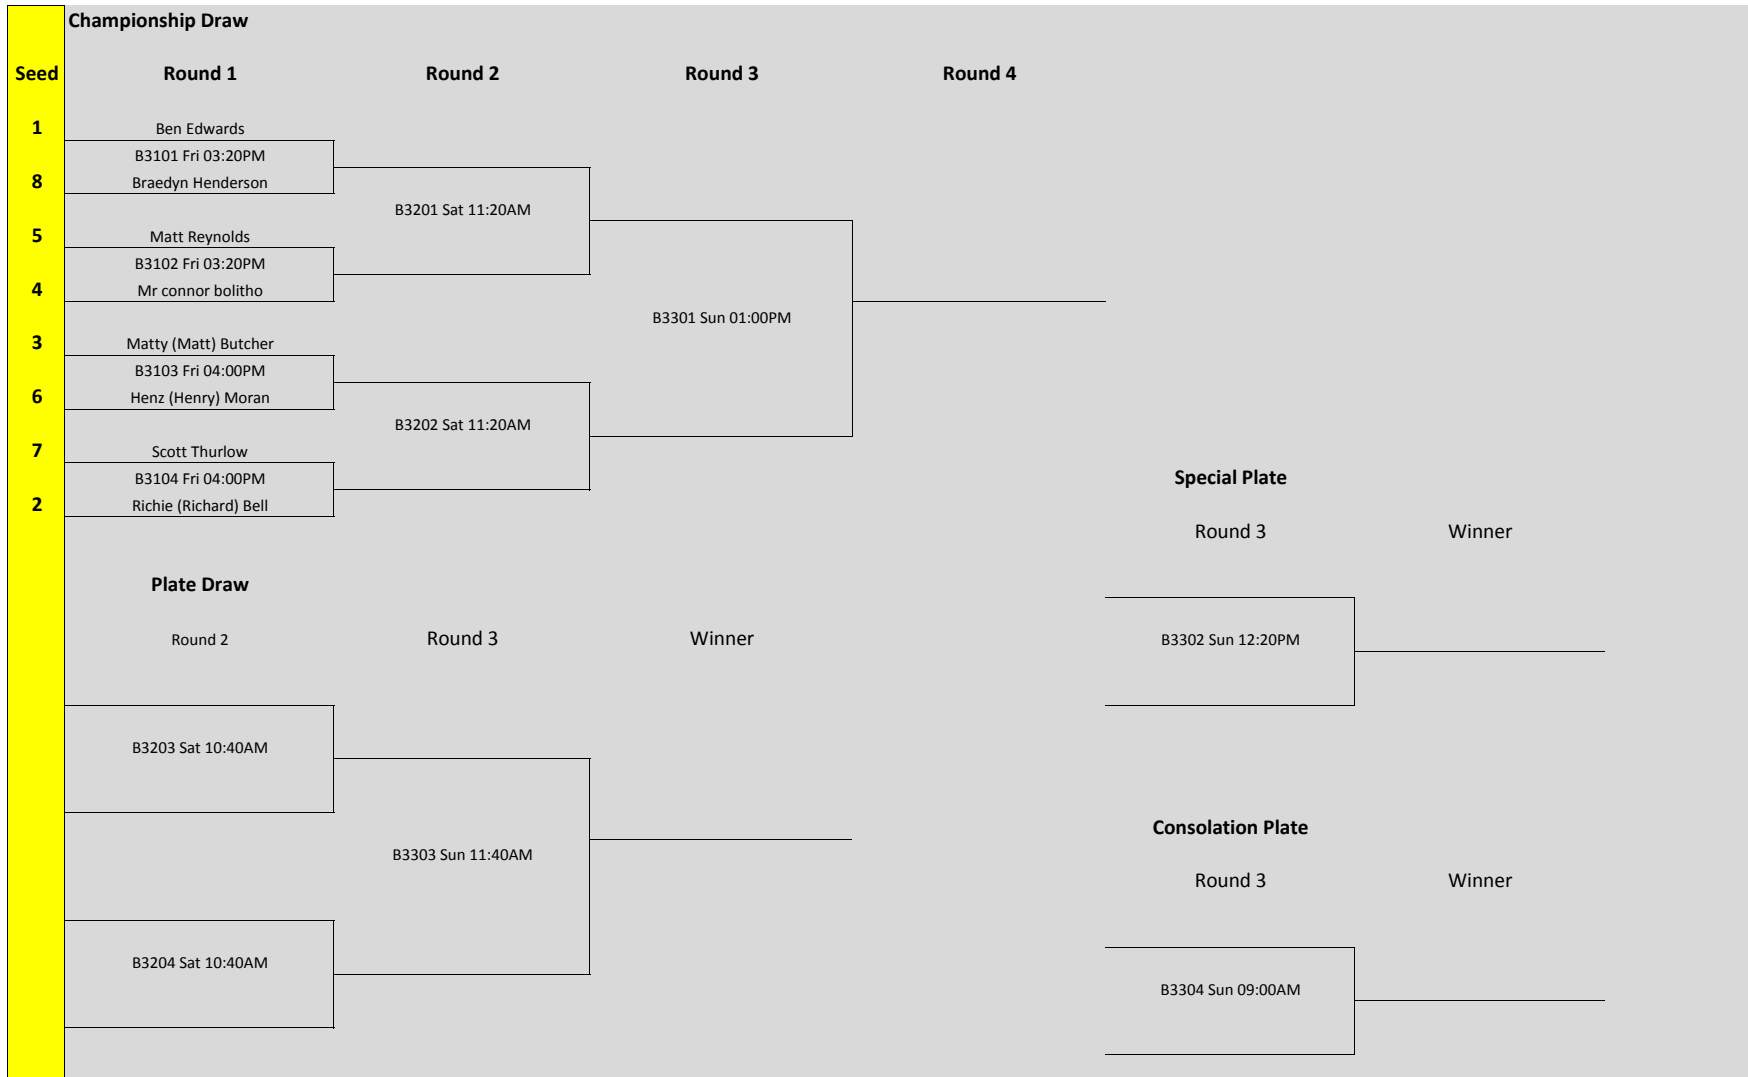 Championship Draw
Seed Round 1 Round 2 Round 3 Round 4
1 Ben Edwards
B3101 Fri 03:20PM
8 Braedyn Henderson
B3201 Sat 11:20AM
5 Matt Reynolds
B3102 Fri 03:20PM
4 Mr connor bolitho
B3301 Sun 01:00PM
3 Matty (Matt) Butcher
B3103 Fri 04:00PM
6 Henz (Henry) Moran
B3202 Sat 11:20AM
7 Scott Thurlow
B3104 Fri 04:00PM
Special Plate
2 Richie (Richard) Bell
Round 3 Winner
Plate Draw
Round 2 Round 3 Winner
B3302 Sun 12:20PM
B3203 Sat 10:40AM
Consolation Plate
B3303 Sun 11:40AM
Round 3 Winner
B3204 Sat 10:40AM
B3304 Sun 09:00AM